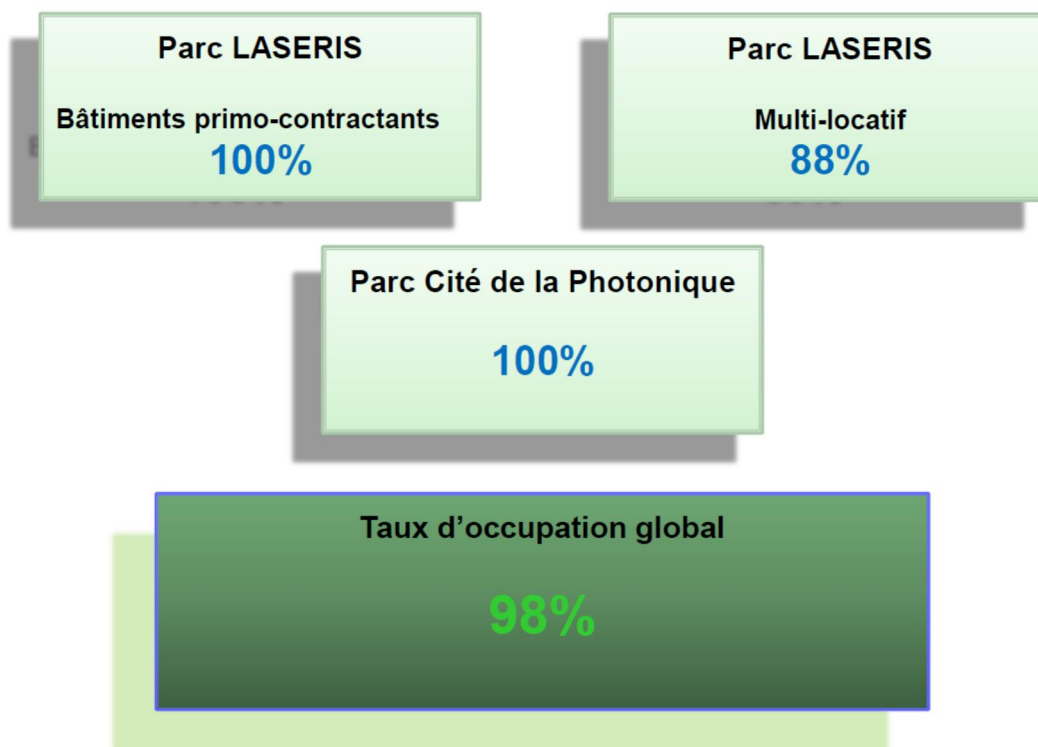 Parc LASERIS
Bâtiments primo-contractants
100%
Parc LASERIS
Multi-locatif
88%
Parc Cité de la Photonique
100%
Taux d’occupation global
98%